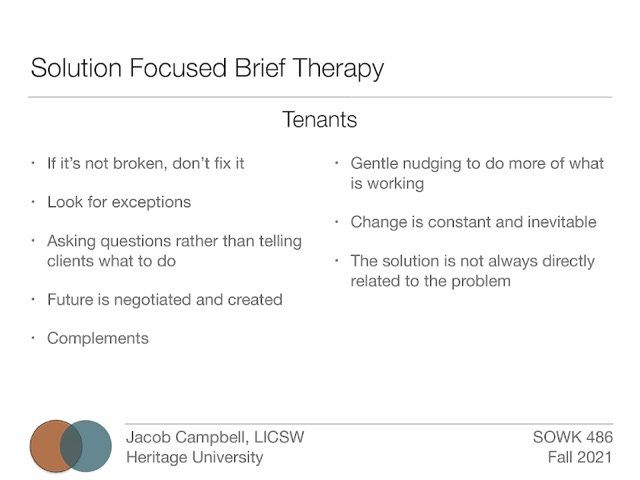 Solution Focused Brief Therapy
Tenants
· If it's not broken, don't fix it
· Look for exceptions
· Asking questions rather than telling
clients what to do
· Future is negotiated and created
· Complements
· Gentle nudging to do more of what
is working
· Change is constant and inevitable
· The solution is not always directly
related to the problem
Jacob Campbell, LICSW
Heritage University
SOWK 486
Fall 2021